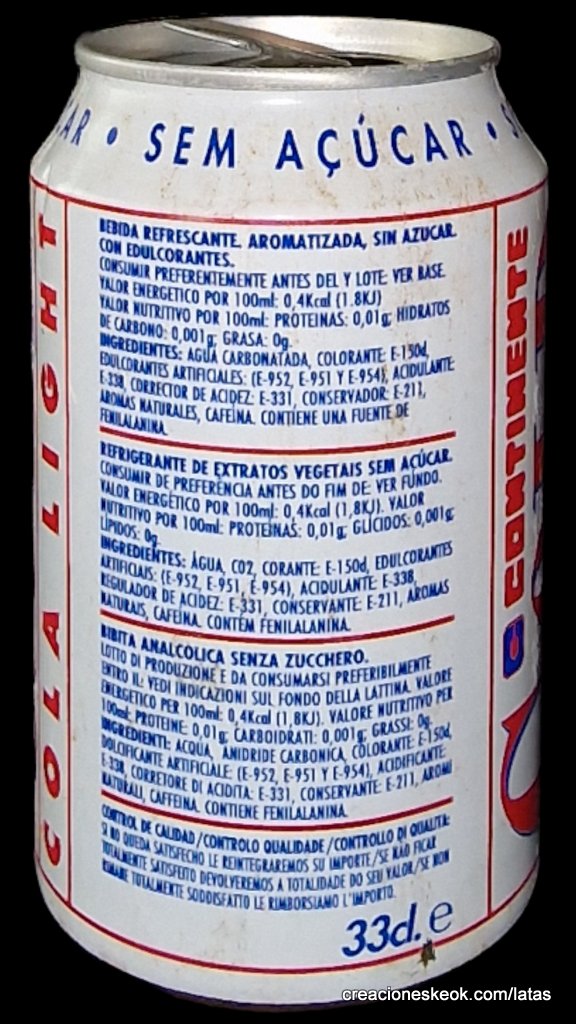 AR • SEM AÇÚCAR • S
COLA LIGHT
BEBIDA REFRESCANTE. AROMATIZADA, SIN AZUCAR.
CON EDULCORANTES.
CONSUMIR PREFERENTEMENTE ANTES DEL Y LOTE: VER BASE.
VALOR ENERGETICO POR 100ml: 0,4Kcal (1.8KJ)
VALOR NUTRITIVO POR 100ml: PROTEINAS: 0,01g; HIDRATOS
DE CARBONO: 0,001g; GRASA: 0g.
INGREDIENTES: AGUA CARBONATADA, COLORANTE: E-150d,
EDULCORANTES ARTIFICIALES: (E-952, E-951 Y E-954), ACIDULANTE:
E-338, CORRECTOR DE ACIDEZ: E-331, CONSERVADOR: E-211,
AROMAS NATURALES, CAFEINA. CONTIENE UNA FUENTE DE
FENILALANINA.
REFRIGERANTE DE EXTRATOS VEGETAIS SEM AÇÚCAR.
CONSUMIR DE PREFERÊNCIA ANTES DO FIM DE: VER FUNDO.
VALOR ENERGÉTICO POR 100ml: 0,4Kcal (1,8KJ). VALOR
NUTRITIVO POR 100ml: PROTEINAS: 0,01g; GLÍCIDOS: 0,001g;
LÍPIDOS: 0g.
INGREDIENTES: ÁGUA, CO2, CORANTE: E-150d, EDULCORANTES
ARTIFICIAIS: (E-952, E-951, E-954), ACIDULANTE: E-338,
REGULADOR DE ACIDEZ: E-331, CONSERVANTE: E-211, AROMAS
NATURAIS, CAFEÍNA. CONTÉM FENILALANINA.
BIBITA ANALCOLICA SENZA ZUCCHERO.
LOTTO DI PRODUZIONE E DA CONSUMARSI PREFERIBILMENTE
ENTRO IL: VEDI INDICAZIONI SUL FONDO DELLA LATTINA. VALORE
ENERGETICO PER 100ml: 0,4Kcal (1,8KJ). VALORE NUTRITIVO PER
100ml: PROTEINE: 0,01g; CARBOIDRATI: 0,001g; GRASSI: 0g.
INGREDIENTI: ACQUA, ANIDRIDE CARBONICA, COLORANTE: E-150d,
DOLCIFICANTE ARTIFICIALE: (E-952, E-951 Y E-954), ACIDIFICANTE:
E-338, CORRETORE DI ACIDITA: E-331, CONSERVANTE: E-211, AROMI
NATURALI, CAFFEINA. CONTIENE FENILALANINA.
CONTROL DE CALIDAD/CONTROLO QUALIDADE/CONTROLLO DI QUALITA:
SI NO QUEDA SATISFECHO LE REINTEGRAREMOS SU IMPORTE/SE NÃO FICAR
TOTALMENTE SATISFEITO DEVOLVEREMOS A TOTALIDADE DO SEU VALOR/SE NON
RIMANE TOTALMENTE SODDISFATTO LE RIMBORSIAMO L'IMPORTO.
33cl. e
C CONTINENTE
creacioneskeok.com/latas